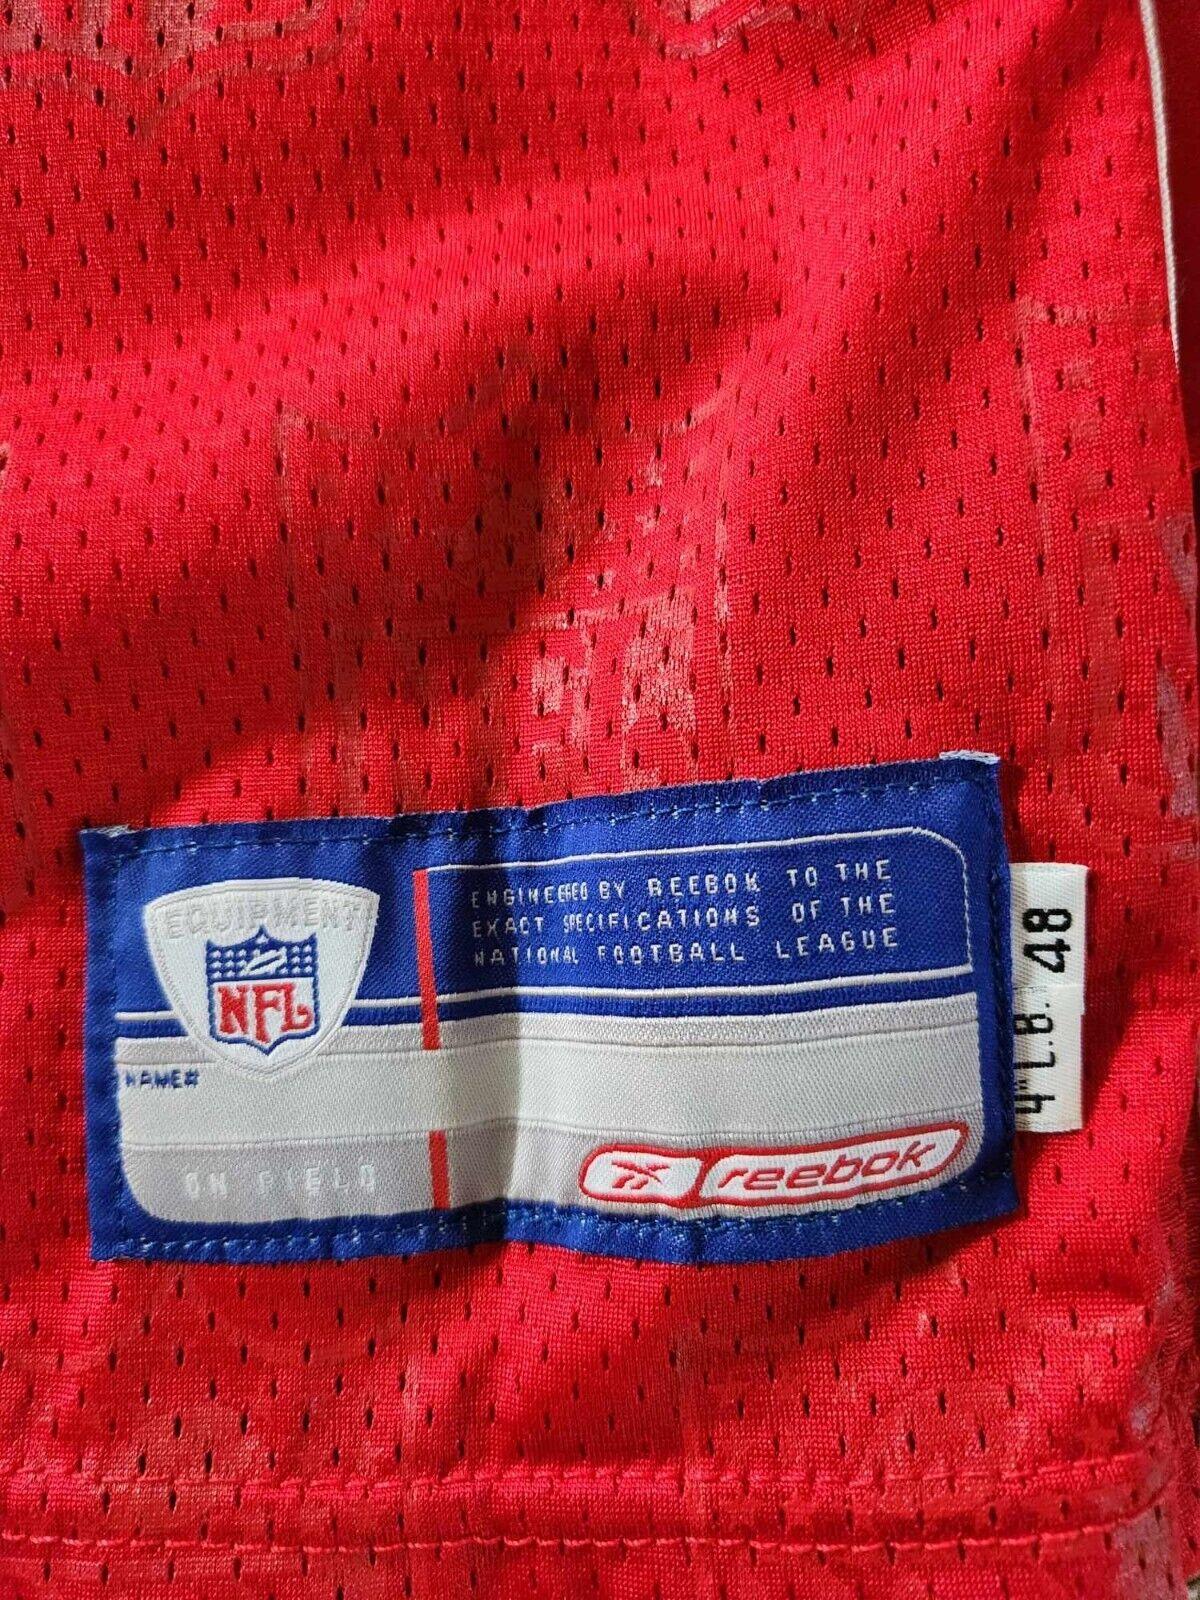 EQUIPMENT
NFL
ENGINEERED BY REEBOK TO THE
EXACT SPECIFICATIONS OF THE
NATIONAL FOOTBALL LEAGUE
NAME#
ON FIELD
reebok
4" L.B. 48